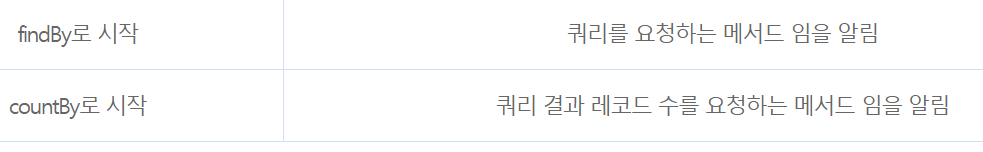 findBy로 시작
쿼리를 요청하는 메서드 임을 알림
countBy로 시작
쿼리 결과 레코드 수를 요청하는 메서드 임을 알림